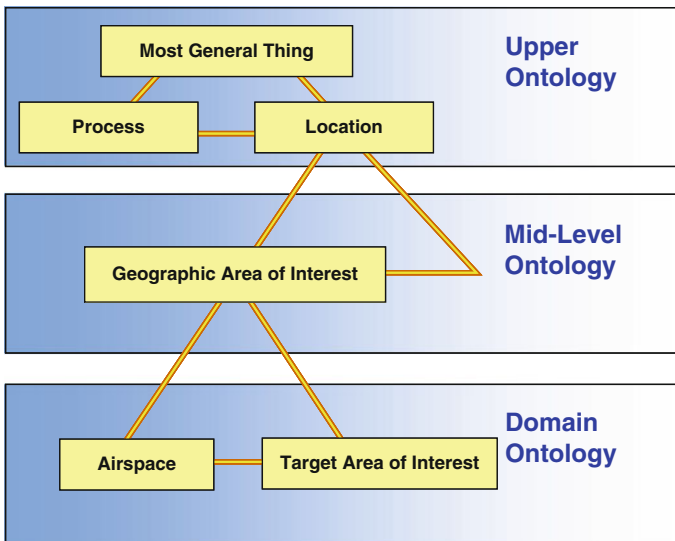 Most General Thing
Upper
Ontology
Process
Location
Mid-Level
Ontology
Geographic Area of Interest
Domain
Ontology
Airspace
Target Area of Interest